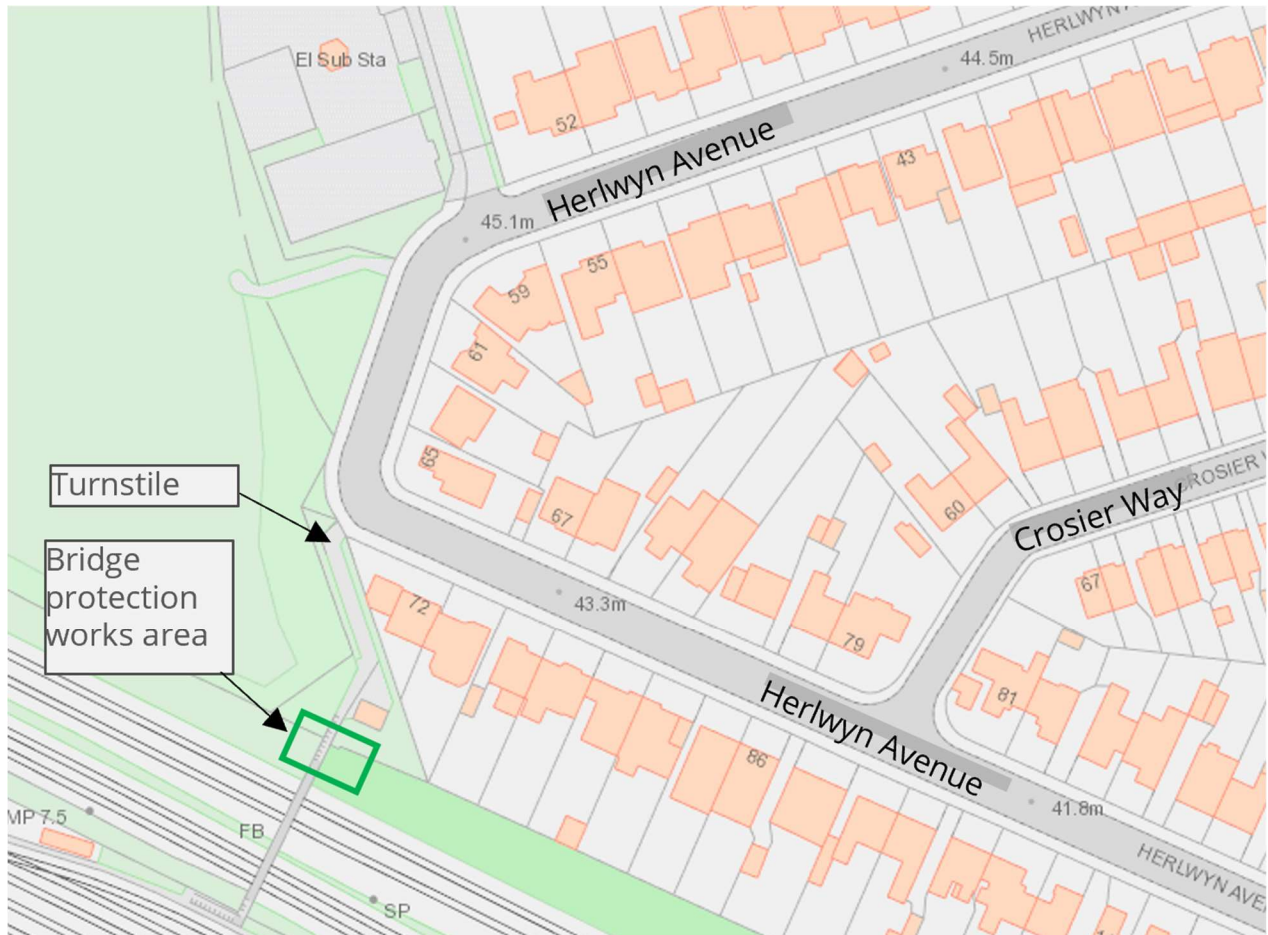 HERLWYN A
44.5m
El Sub Sta
52
Herlwyn Avenue
43
45.1m
55
59
61
65
Turnstile
67
60
CROSIER W
Crosier Way
Bridge
protection
works area
72
43.3m
67
79
81
Herlwyn Avenue
86
41.8m
MP 7.5
FB
HERLWYN AVE
SP